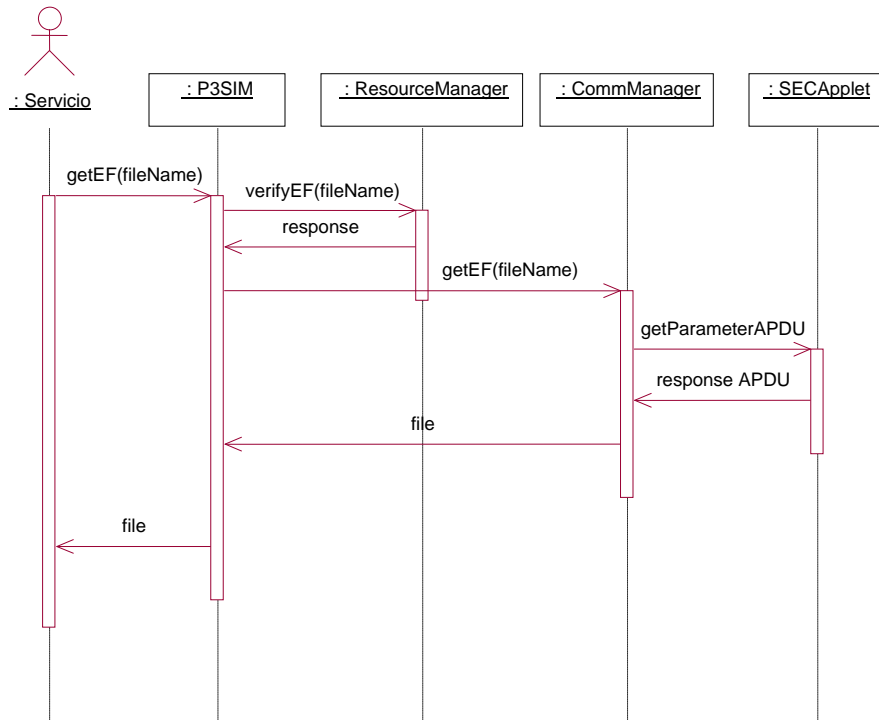 : Servicio
: P3SIM
: ResourceManager
: CommManager
: SECApplet
getEF(fileName)
verifyEF(fileName)
response
getEF(fileName)
getParameterAPDU
response APDU
file
file